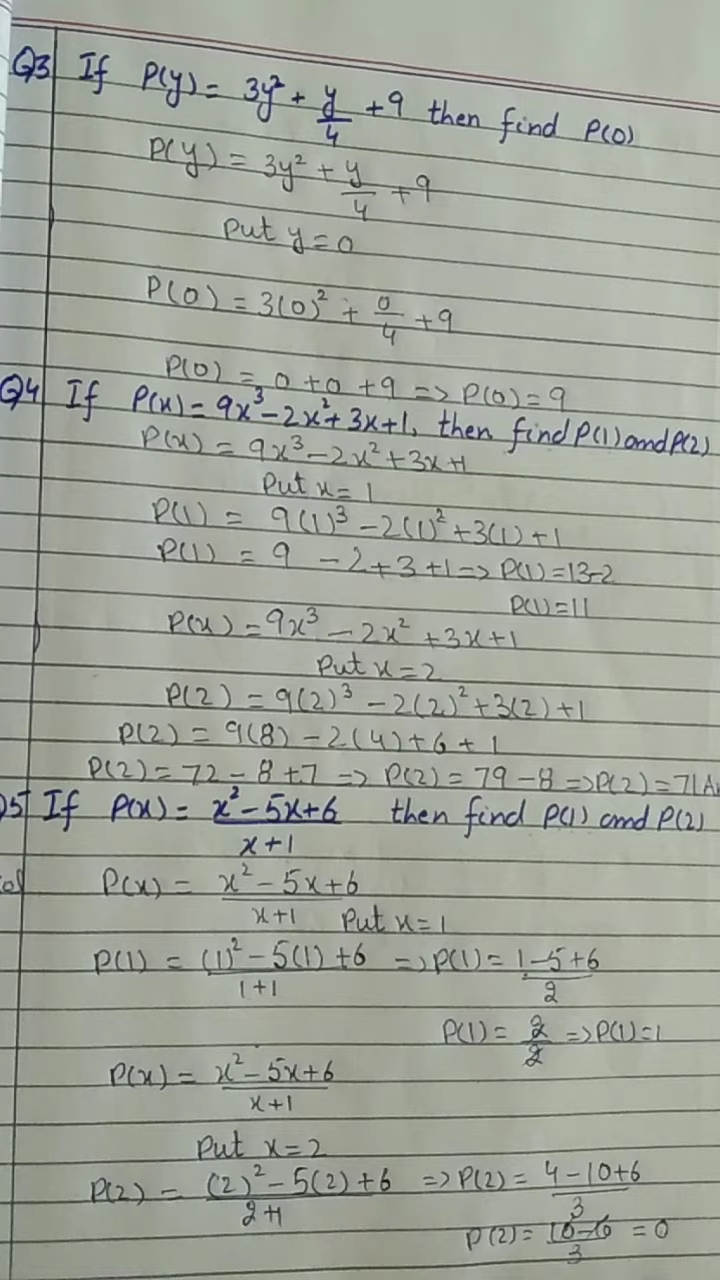 Q3 If P(y) = 3y² + y/4 + 9 then find P(0)
P(y) = 3y² + y/4 + 9
Put y = 0
P(0) = 3(0)² + 0/4 + 9
P(0) = 0 + 0 + 9 => P(0) = 9
Q4 If P(x) = 9x³ - 2x² + 3x + 1, then find P(1) and P(2)
P(x) = 9x³ - 2x² + 3x + 1
Put x = 1
P(1) = 9(1)³ - 2(1)² + 3(1) + 1
P(1) = 9 - 2 + 3 + 1 => P(1) = 13-2
P(1) = 11
P(x) = 9x³ - 2x² + 3x + 1
Put x = 2
P(2) = 9(2)³ - 2(2)² + 3(2) + 1
P(2) = 9(8) - 2(4) + 6 + 1
P(2) = 72 - 8 + 7 => P(2) = 79 - 8 => P(2) = 71 A
Q5 If P(x) = x² - 5x + 6 / x + 1 then find P(1) and P(2)
Sol P(x) = x² - 5x + 6 / x + 1 Put x = 1
P(1) = (1)² - 5(1) + 6 / 1 + 1 => P(1) = 1 - 5 + 6 / 2
P(1) = 2/2 => P(1) = 1
P(x) = x² - 5x + 6 / x + 1
Put x = 2
P(2) = (2)² - 5(2) + 6 / 2 + 1 => P(2) = 4 - 10 + 6 / 3
P(2) = 10 - 10 / 3 = 0